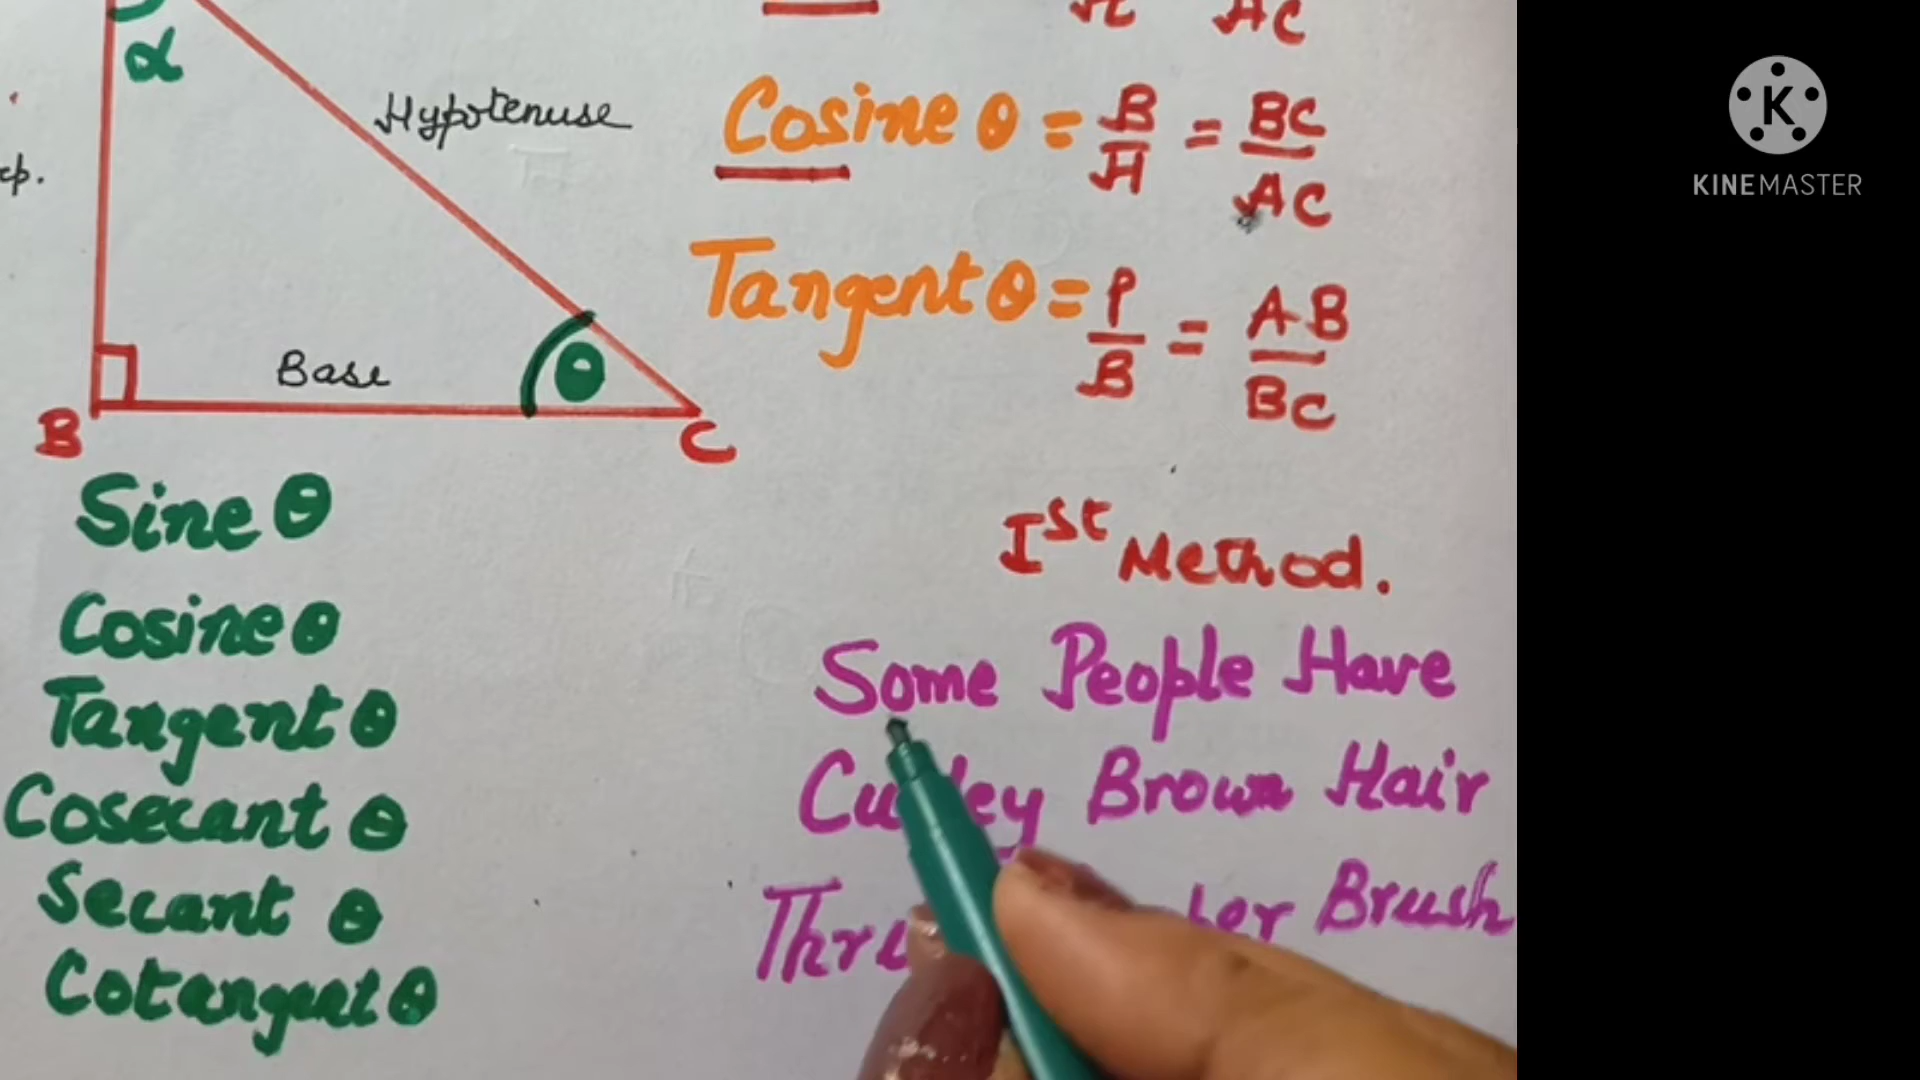 α
Hypotenuse
Base
θ
B
C
AC
Cosine θ = B/H = BC/AC
Tangent θ = P/B = AB/BC
Sine θ
Cosine θ
Tangent θ
Cosecant θ
Secant θ
Cotangent θ
Ist Method.
Some People Have
Brown Hair
Brush
K
KINEMASTER